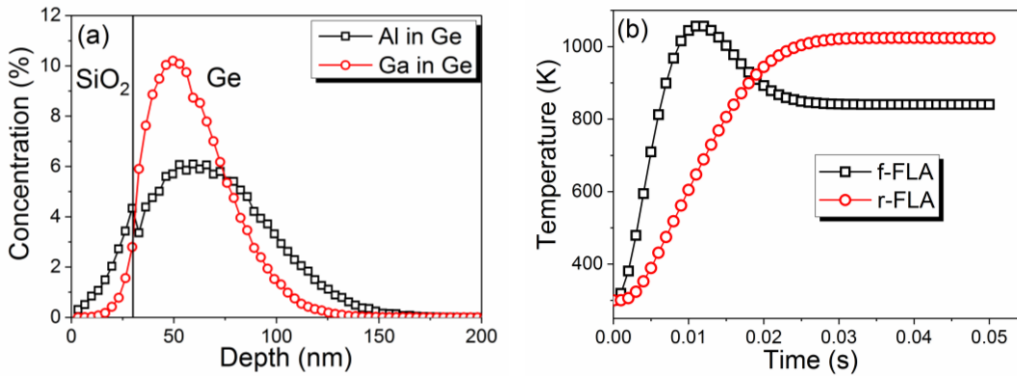 (a)
Al in Ge
Ga in Ge
SiO₂
Ge
Concentration (%)
12
10
8
6
4
2
0
0
50
100
150
200
Depth (nm)
(b)
f-FLA
r-FLA
Temperature (K)
1000
800
600
400
0.00
0.01
0.02
0.03
0.04
0.05
Time (s)